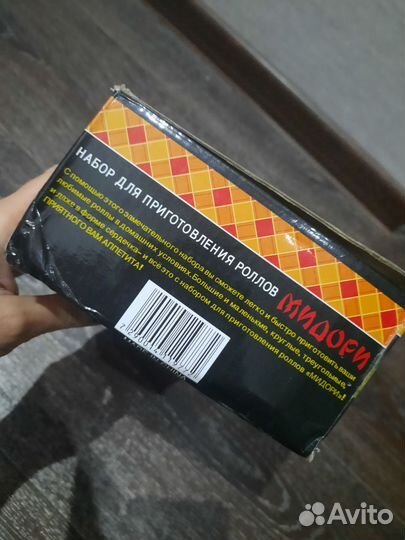 НАБОР ДЛЯ ПРИГОТОВЛЕНИЯ РОЛЛОВ
МИДОРИ
С помощью этого замечательного набора вы сможете легко и быстро приготовить ваши
любимые роллы в домашних условиях. Большие и маленькие, круглые, треугольные,
и даже в форме сердечка - и всё это с набором для приготовления роллов «МИДОРИ»!
ПРИЯТНОГО ВАМ АППЕТИТА!
Avito